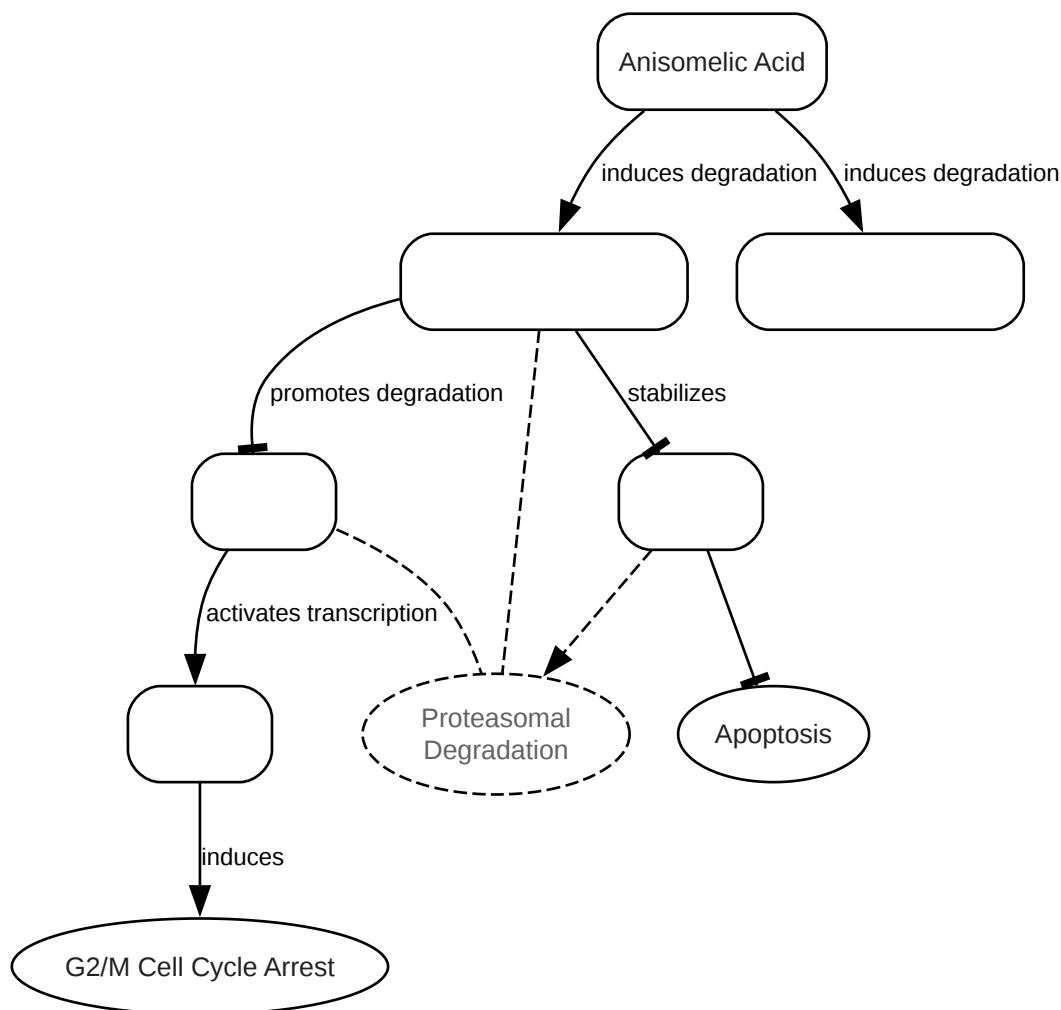 Anisomelic Acid
induces degradation
induces degradation
promotes degradation
stabilizes
activates transcription
Proteasomal
Degradation
Apoptosis
induces
G2/M Cell Cycle Arrest